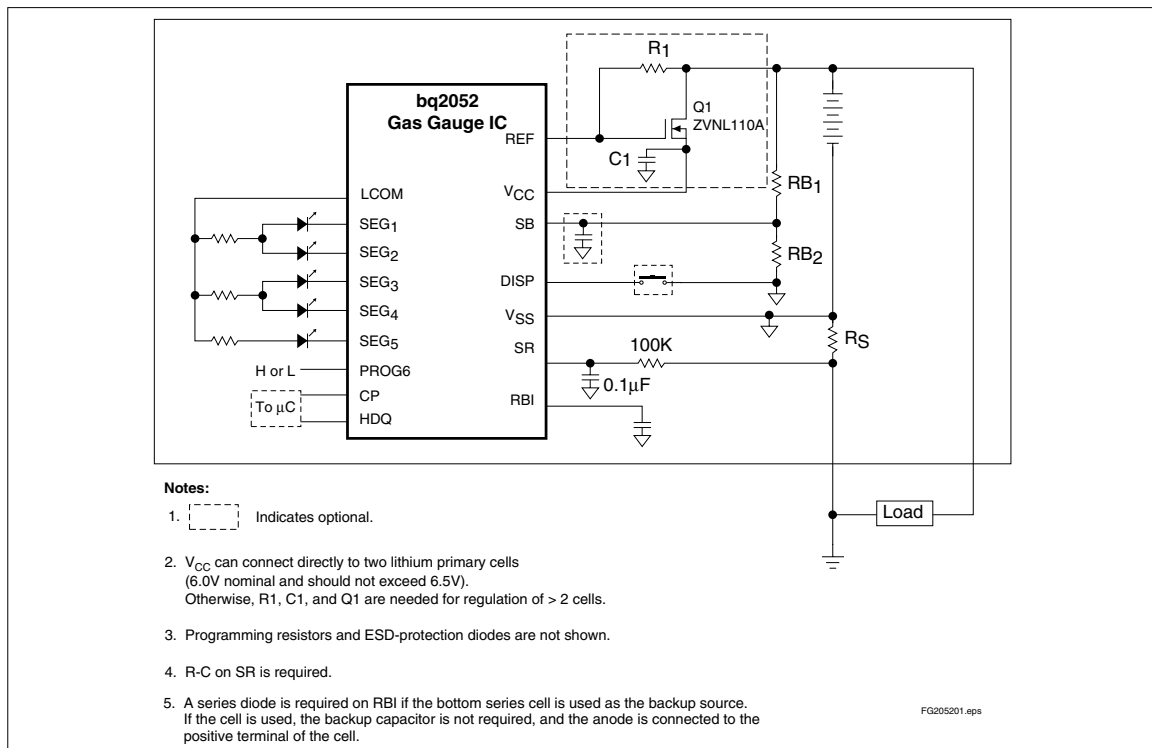 bq2052
Gas Gauge IC
R1
Q1
ZVNL110A
REF
C1
VCC
RB1
LCOM
SB
SEG1
SEG2
RB2
SEG3
DISP
SEG4
VSS
SEG5
SR
100K
RS
H or L
PROG6
0.1µF
CP
To µC
HDQ
RBI
Load
Notes:
1. Indicates optional.
2. VCC can connect directly to two lithium primary cells
(6.0V nominal and should not exceed 6.5V).
Otherwise, R1, C1, and Q1 are needed for regulation of > 2 cells.
3. Programming resistors and ESD-protection diodes are not shown.
4. R-C on SR is required.
5. A series diode is required on RBI if the bottom series cell is used as the backup source.
If the cell is used, the backup capacitor is not required, and the anode is connected to the
positive terminal of the cell.
FG205201.eps